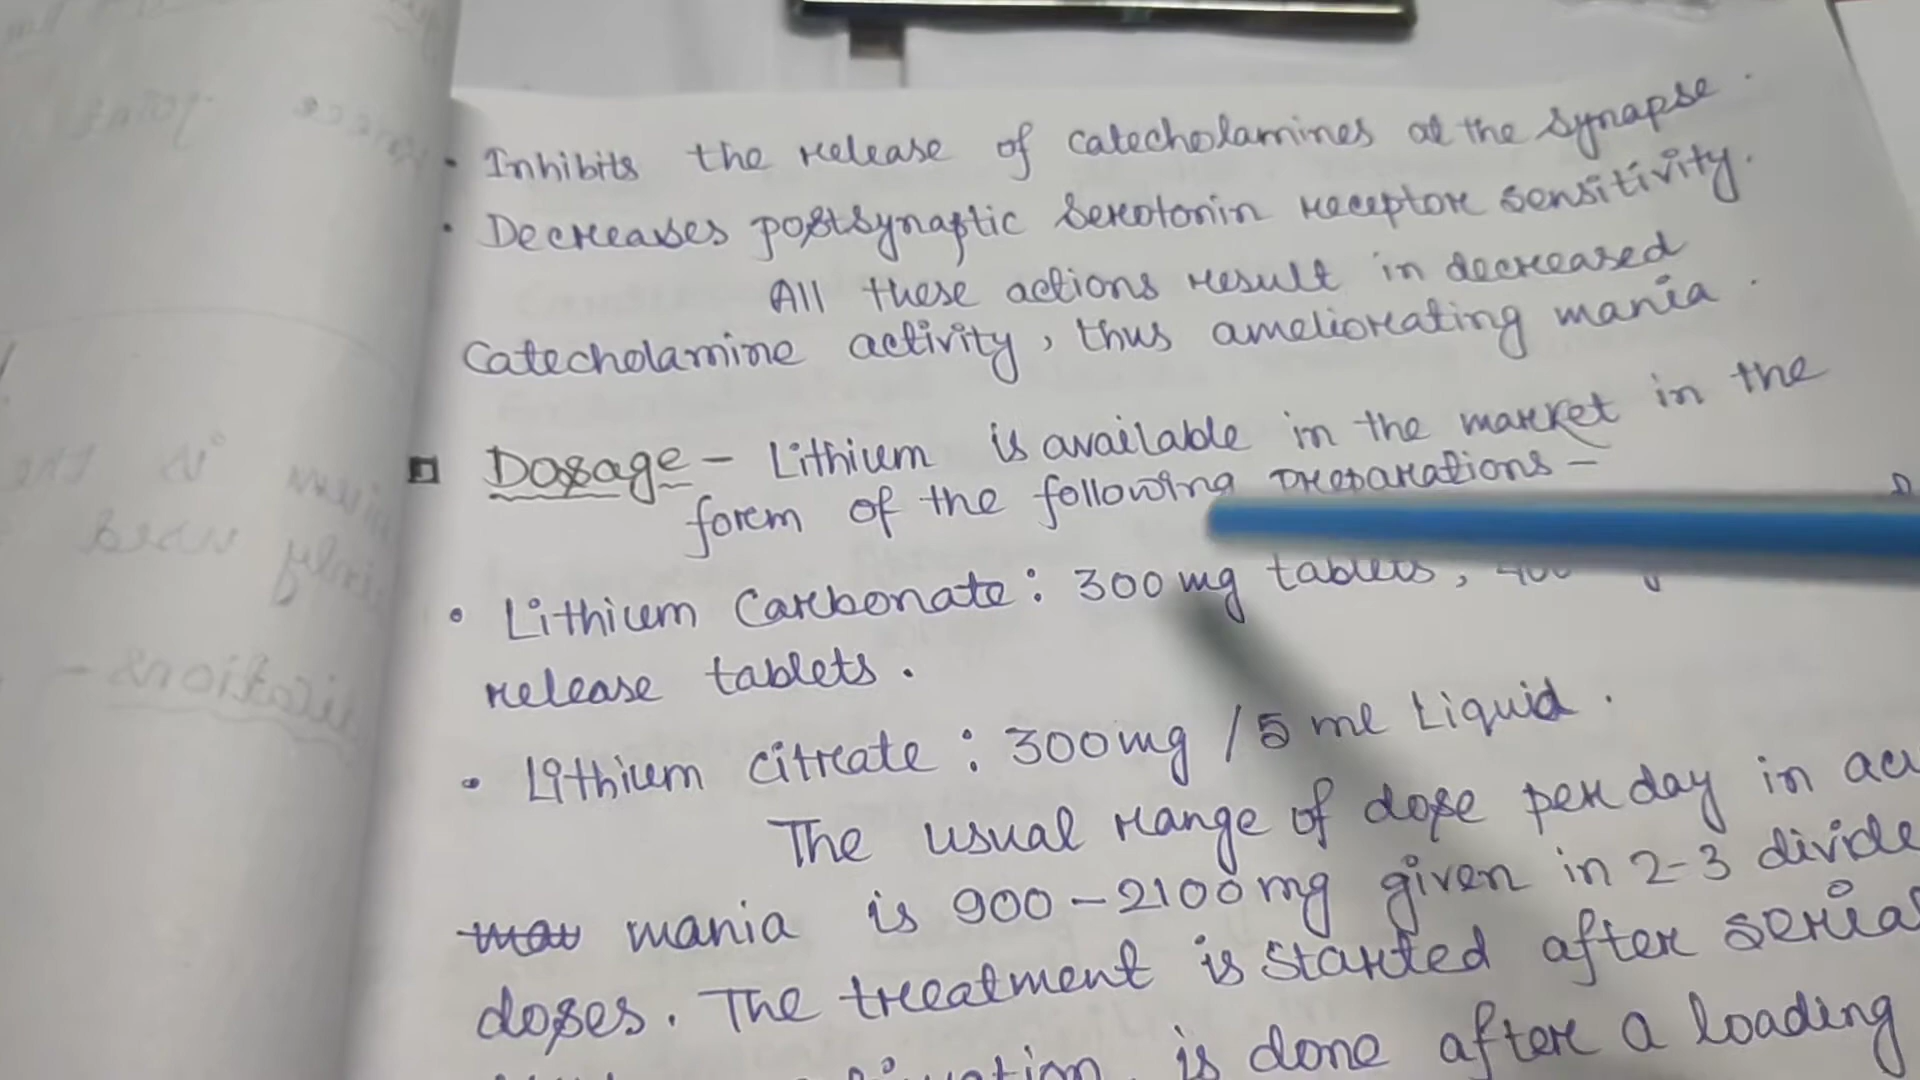 • Inhibits the release of catecholamines at the synapse.
• Decreases postsynaptic serotonin receptor sensitivity.
All these actions result in decreased
Catecholamine activity, thus ameliorating mania.
Dosage - Lithium is available in the market in the
form of the following preparations -
• Lithium Carbonate: 300 mg tablets, 400
release tablets.
• Lithium citrate: 300mg / 5 ml Liquid.
The usual range of dose per day in
mania is 900-2100mg given in 2-3
doses. The treatment is started after
is done after a loading